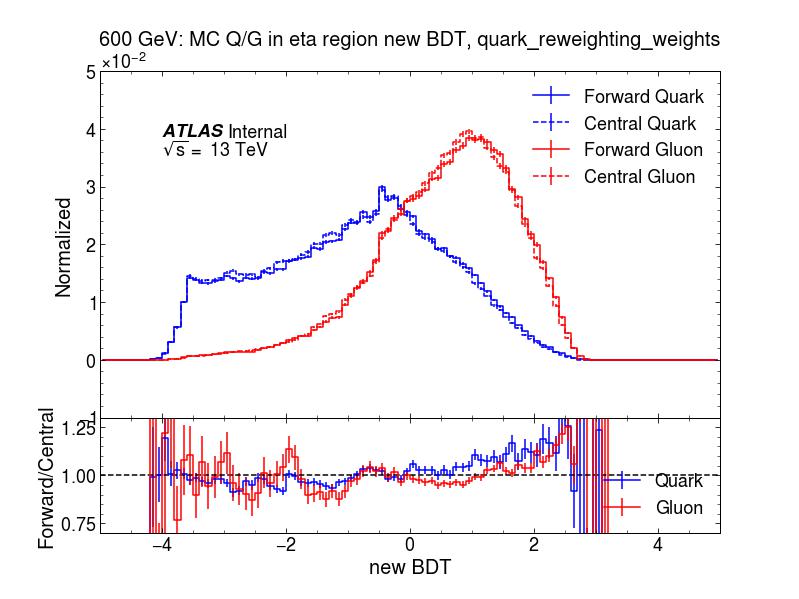 600 GeV: MC Q/G in eta region new BDT, quark_reweighting_weights
×10⁻²
5
4
3
2
1
0
−1
Normalized
ATLAS Internal
√s = 13 TeV
Forward Quark
Central Quark
Forward Gluon
Central Gluon
1.25
1.00
0.75
Forward/Central
Quark
Gluon
−4 −2 0 2 4
new BDT